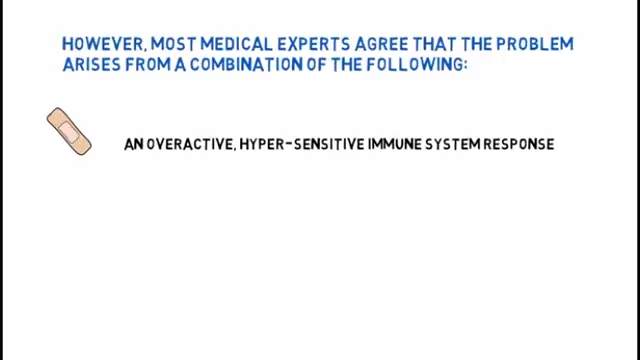 HOWEVER, MOST MEDICAL EXPERTS AGREE THAT THE PROBLEM
ARISES FROM A COMBINATION OF THE FOLLOWING:
AN OVERACTIVE, HYPER-SENSITIVE IMMUNE SYSTEM RESPONSE